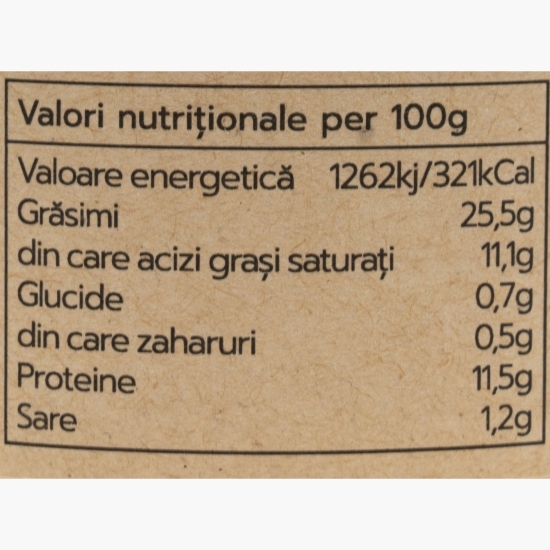 Valori nutriționale per 100g
Valoare energetică 1262kj/321kCal
Grăsimi 25,5g
din care acizi grași saturați 11,1g
Glucide 0,7g
din care zaharuri 0,5g
Proteine 11,5g
Sare 1,2g